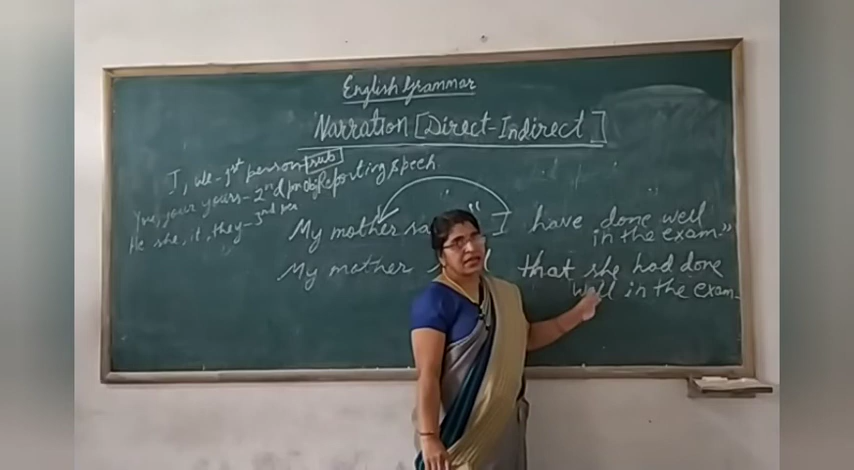 English Grammar
Narration [Direct-Indirect]
I, we - 1st person sub Reporting speech
You, your yours - 2nd obj
He she, it, they - 3rd per
My mother sa " I have done well
in the exam."
My mother that she had done
well in the exam.